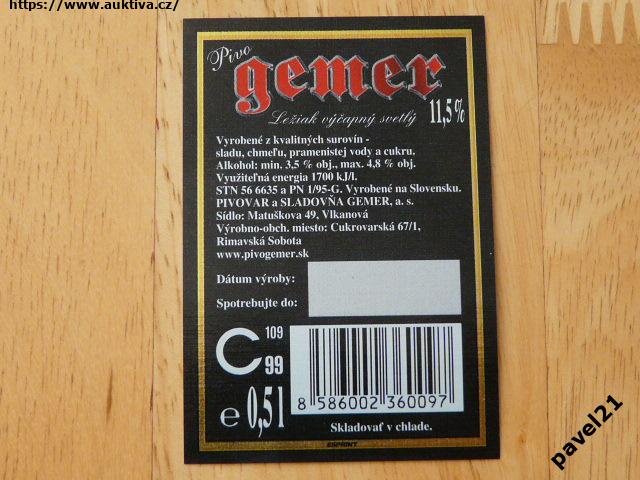 https://www.auktiva.cz/
Pivo
gemer
Ležiak výčapný svetlý 11,5%
Vyrobené z kvalitných surovín -
sladu, chmeľu, pramenistej vody a cukru.
Alkohol: min. 3,5 % obj., max. 4,8 % obj.
Využiteľná energia 1700 kJ/l.
STN 56 6635 a PN 1/95-G. Vyrobené na Slovensku.
PIVOVAR a SLADOVŇA GEMER, a. s.
Sídlo: Matuškova 49, Vlkanová
Výrobno-obch. miesto: Cukrovarská 67/1,
Rimavská Sobota
www.pivogemer.sk
Dátum výroby:
Spotrebujte do:
C 109
99
e 0,5 l
8 586002 360097
Skladovať v chlade.
ESPRINT
pavel21